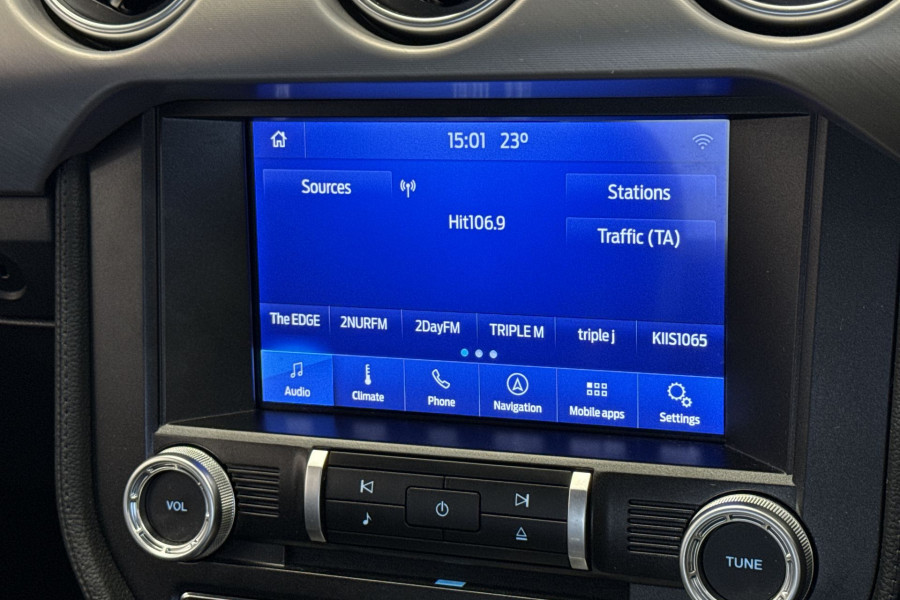 15:01 23º
Sources
Stations
Hit106.9
Traffic (TA)
The EDGE
2NURFM
2DayFM
TRIPLE M
triple j
KIIS1065
Audio
Climate
Phone
Navigation
Mobile apps
Settings
VOL
TUNE